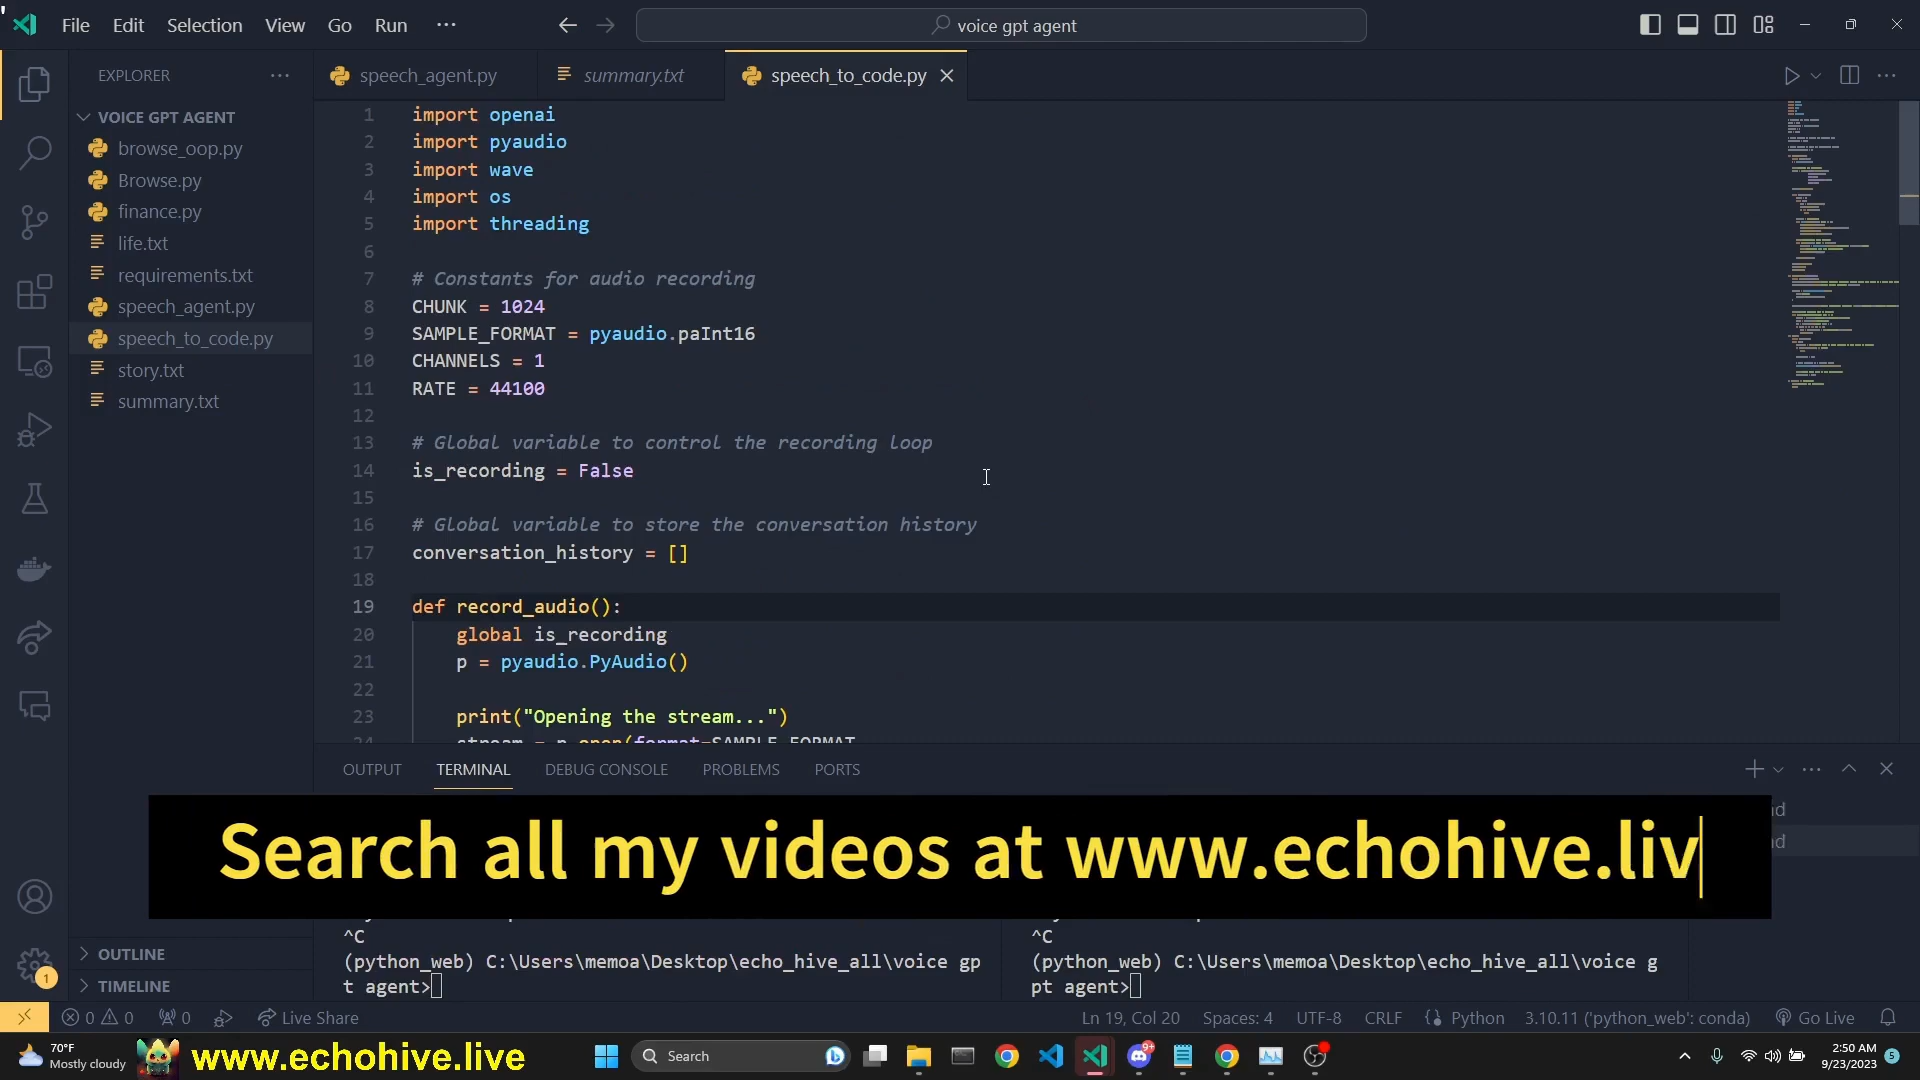 File Edit Selection View Go Run ···
voice gpt agent
EXPLORER ···
speech_agent.py
summary.txt
speech_to_code.py
VOICE GPT AGENT
browse_oop.py
Browse.py
finance.py
life.txt
requirements.txt
speech_agent.py
speech_to_code.py
story.txt
summary.txt
OUTLINE
TIMELINE
1 import openai
2 import pyaudio
3 import wave
4 import os
5 import threading
6
7 # Constants for audio recording
8 CHUNK = 1024
9 SAMPLE_FORMAT = pyaudio.paInt16
10 CHANNELS = 1
11 RATE = 44100
12
13 # Global variable to control the recording loop
14 is_recording = False
15
16 # Global variable to store the conversation history
17 conversation_history = []
18
19 def record_audio():
20 global is_recording
21 p = pyaudio.PyAudio()
22
23 print("Opening the stream...")
24 stream = p.open(format=SAMPLE_FORMAT
OUTPUT TERMINAL DEBUG CONSOLE PROBLEMS PORTS
Search all my videos at www.echohive.liv
^C
(python_web) C:\Users\memoa\Desktop\echo_hive_all\voice gp
t agent>
^C
(python_web) C:\Users\memoa\Desktop\echo_hive_all\voice g
pt agent>
1
0 0 0 Live Share
Ln 19, Col 20 Spaces: 4 UTF-8 CRLF Python 3.10.11 ('python_web': conda) Go Live
70°F
Mostly cloudy
www.echohive.live
Search
9+
2:50 AM
9/23/2023
5